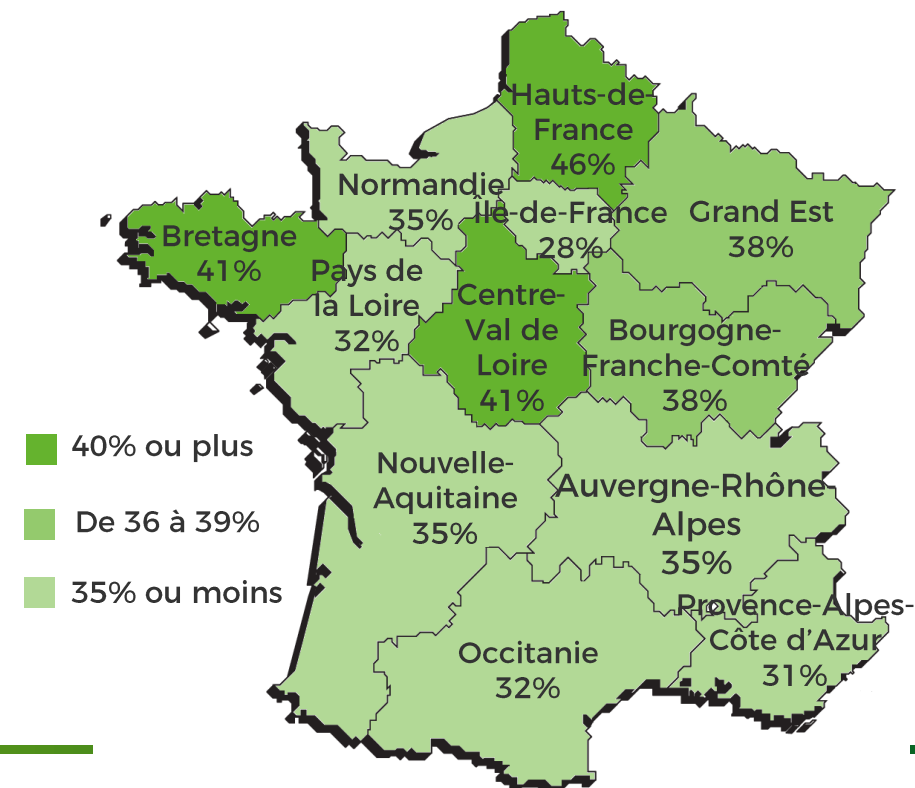 Hauts-de-
France
46%
Normandie
35%
Île-de-France
28%
Grand Est
38%
Bretagne
41%
Pays de
la Loire
32%
Centre-
Val de
Loire
41%
Bourgogne-
Franche-Comté
38%
40% ou plus
De 36 à 39%
35% ou moins
Nouvelle-
Aquitaine
35%
Auvergne-Rhône-
Alpes
35%
Provence-Alpes-
Côte d'Azur
31%
Occitanie
32%